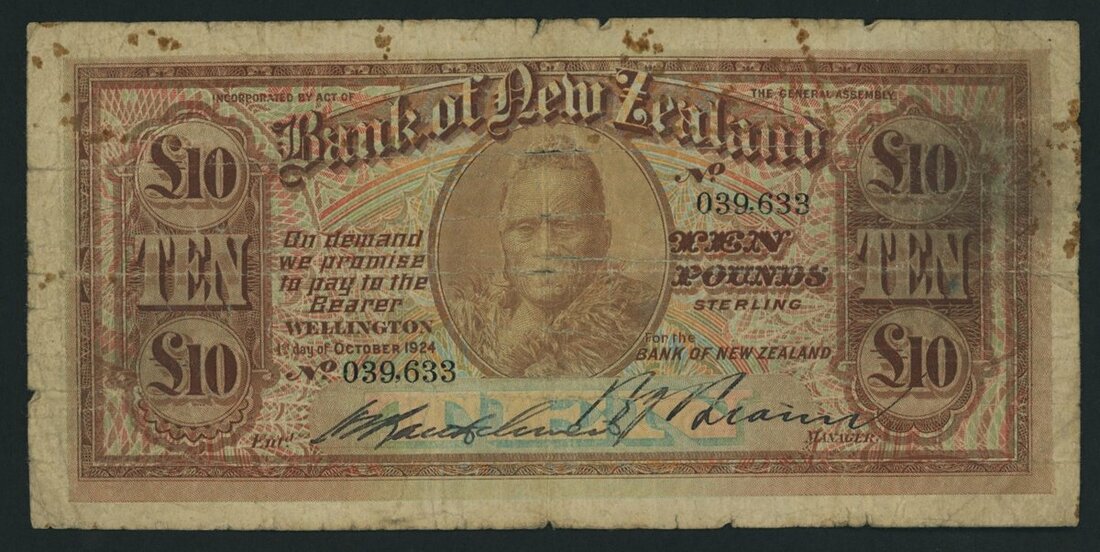 INCORPORATED BY ACT OF THE GENERAL ASSEMBLY
Bank of New Zealand
£10
£10
No
039,633
TEN
TEN
On demand
we promise
to pay to the
Bearer
WELLINGTON
1st day of OCTOBER 1924
No 039,633
TEN
POUNDS
STERLING
For the
BANK OF NEW ZEALAND
£10
£10
TEN
Entd
MANAGER